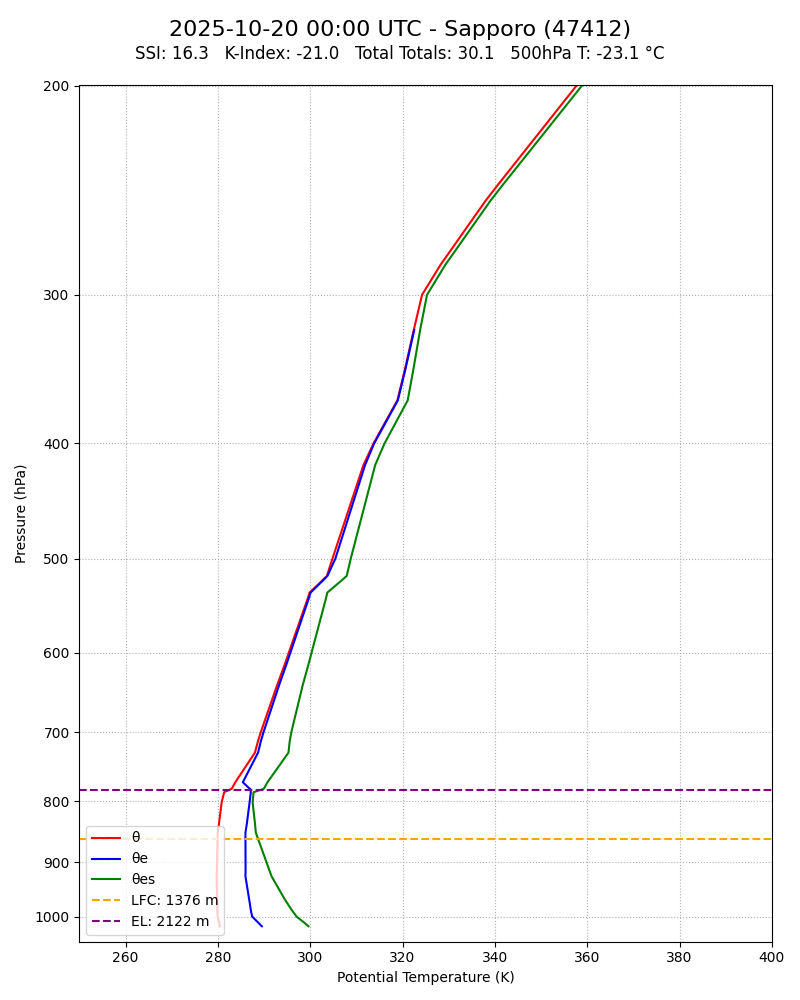 2025-10-20 00:00 UTC - Sapporo (47412)
SSI: 16.3 K-Index: -21.0 Total Totals: 30.1 500hPa T: -23.1 °C
200
300
400
500
600
700
800
900
1000
Pressure (hPa)
θ
θe
θes
LFC: 1376 m
EL: 2122 m
260 280 300 320 340 360 380 400
Potential Temperature (K)